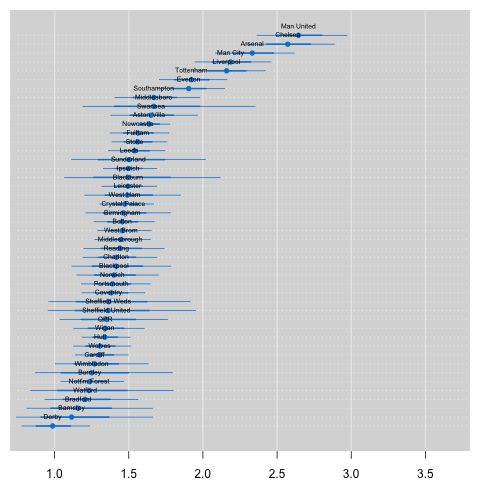 Man United
Chelsea
Arsenal
Man City
Liverpool
Tottenham
Everton
Southampton
Middlesboro
Swansea
Aston Villa
Newcastle
Fulham
Stoke
Leeds
Sunderland
Ipswich
Blackburn
Leicester
West Ham
Crystal Palace
Birmingham
Bolton
West Brom
Middlesbrough
Reading
Charlton
Blackpool
Norwich
Portsmouth
Coventry
Sheffield Weds
Sheffield United
QPR
Wigan
Hull
Wolves
Cardiff
Wimbledon
Burnley
Nott'm Forest
Watford
Bradford
Barnsley
Derby
1.0 1.5 2.0 2.5 3.0 3.5